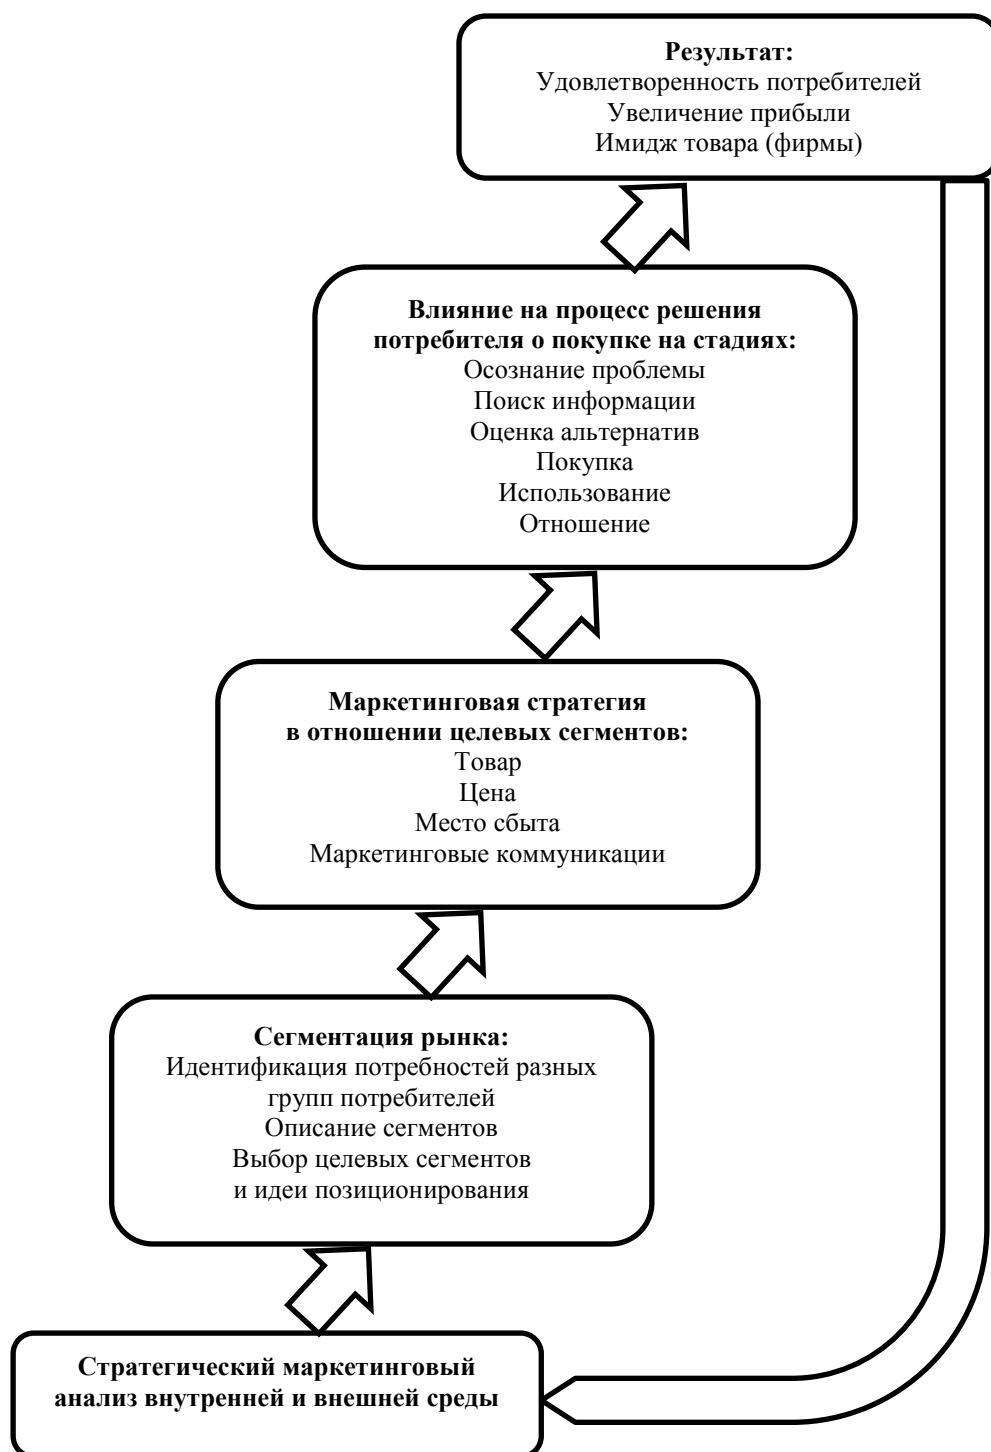 Результат:
Удовлетворенность потребителей
Увеличение прибыли
Имидж товара (фирмы)
Влияние на процесс решения
потребителя о покупке на стадиях:
Осознание проблемы
Поиск информации
Оценка альтернатив
Покупка
Использование
Отношение
Маркетинговая стратегия
в отношении целевых сегментов:
Товар
Цена
Место сбыта
Маркетинговые коммуникации
Сегментация рынка:
Идентификация потребностей разных
групп потребителей
Описание сегментов
Выбор целевых сегментов
и идеи позиционирования
Стратегический маркетинговый
анализ внутренней и внешней среды